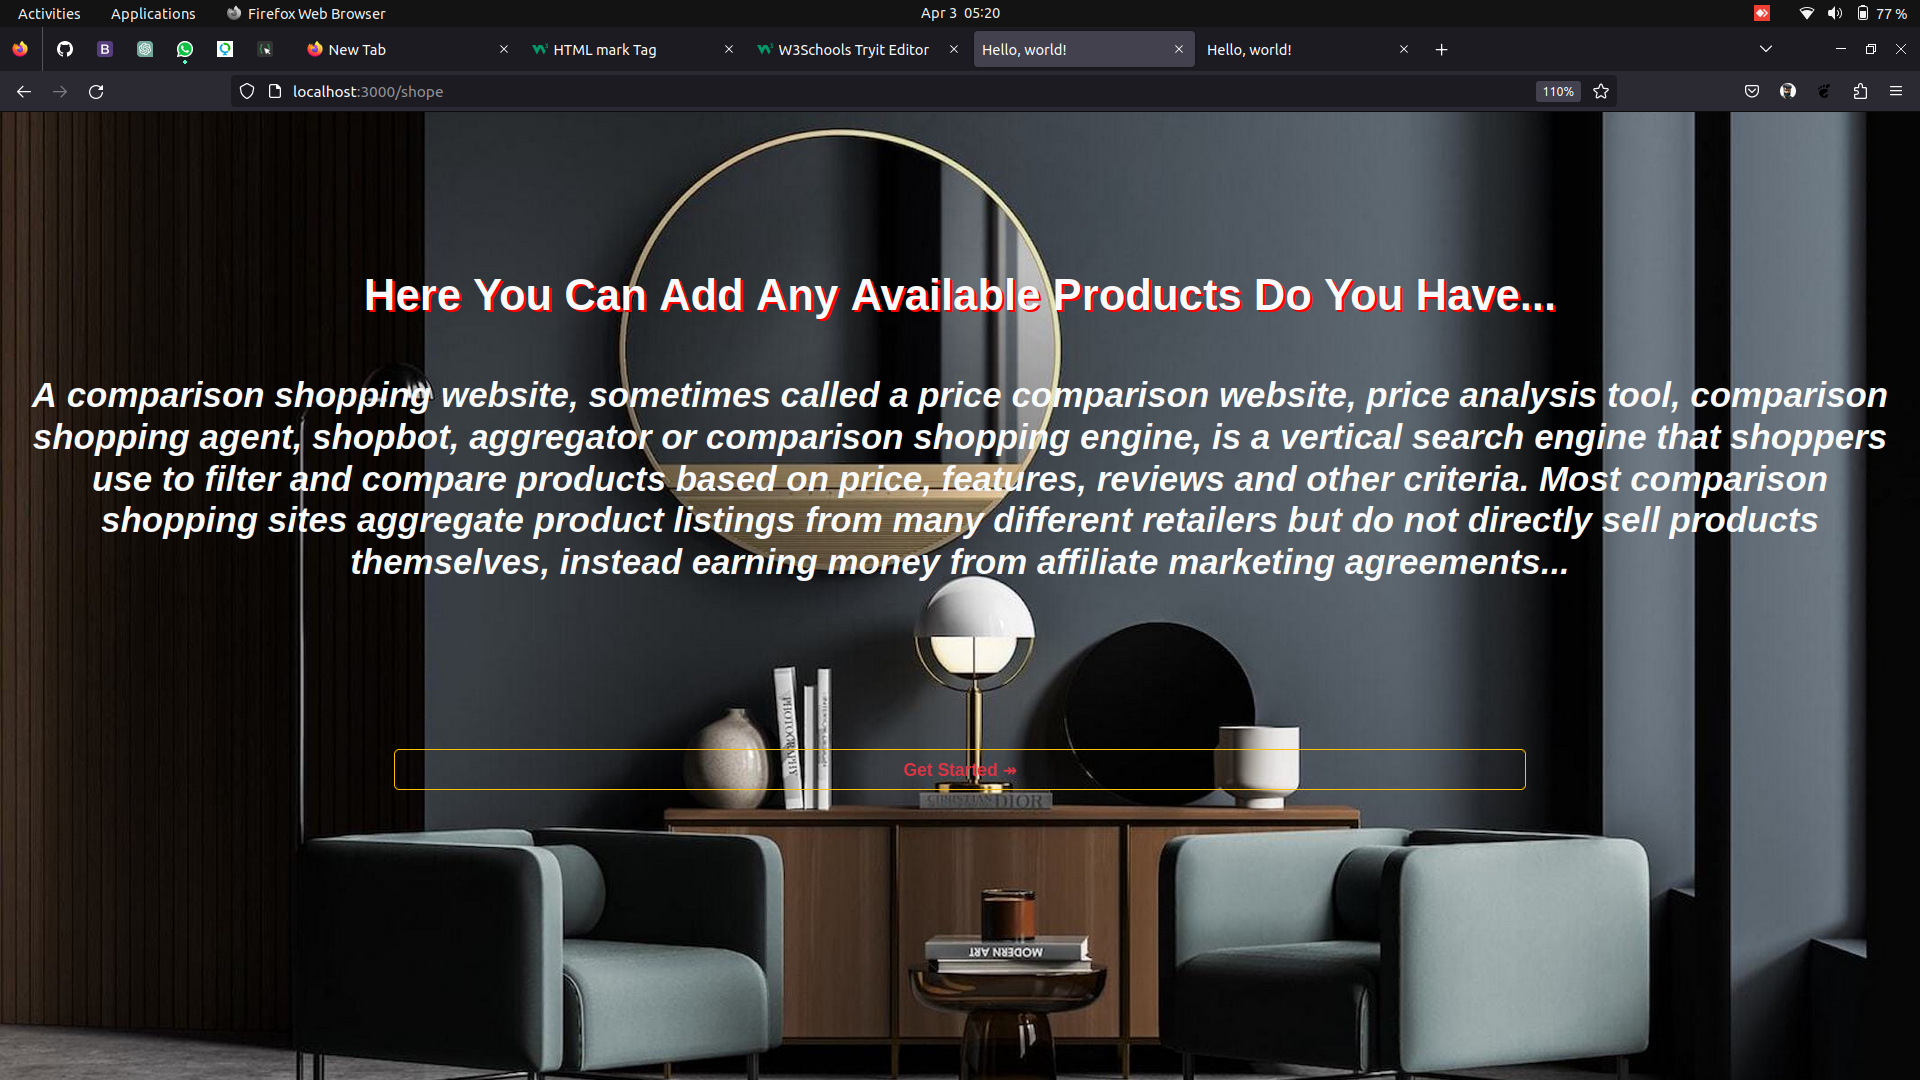 Activities Applications Firefox Web Browser Apr 3 05:20 77 %
New Tab HTML mark Tag W3Schools Tryit Editor Hello, world! Hello, world!
localhost:3000/shope 110%
Here You Can Add Any Available Products Do You Have...
A comparison shopping website, sometimes called a price comparison website, price analysis tool, comparison
shopping agent, shopbot, aggregator or comparison shopping engine, is a vertical search engine that shoppers
use to filter and compare products based on price, features, reviews and other criteria. Most comparison
shopping sites aggregate product listings from many different retailers but do not directly sell products
themselves, instead earning money from affiliate marketing agreements...
PHOTOGRAPHY
Get Started ↠
CHRISTIAN DIOR
MODERN ART